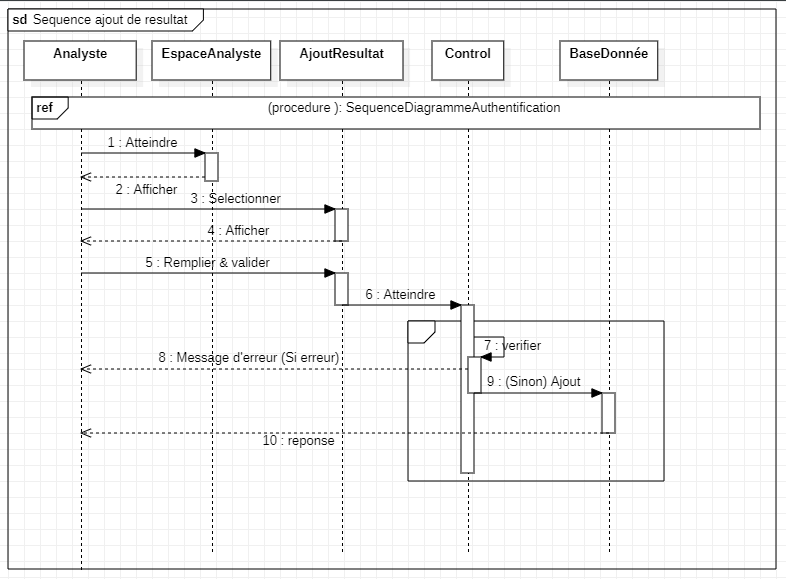 sd Sequence ajout de resultat
Analyste
EspaceAnalyste
AjoutResultat
Control
BaseDonnée
ref
(procedure ): SequenceDiagrammeAuthentification
1 : Atteindre
2 : Afficher
3 : Selectionner
4 : Afficher
5 : Remplier & valider
6 : Atteindre
7 : verifier
8 : Message d'erreur (Si erreur)
9 : (Sinon) Ajout
10 : reponse